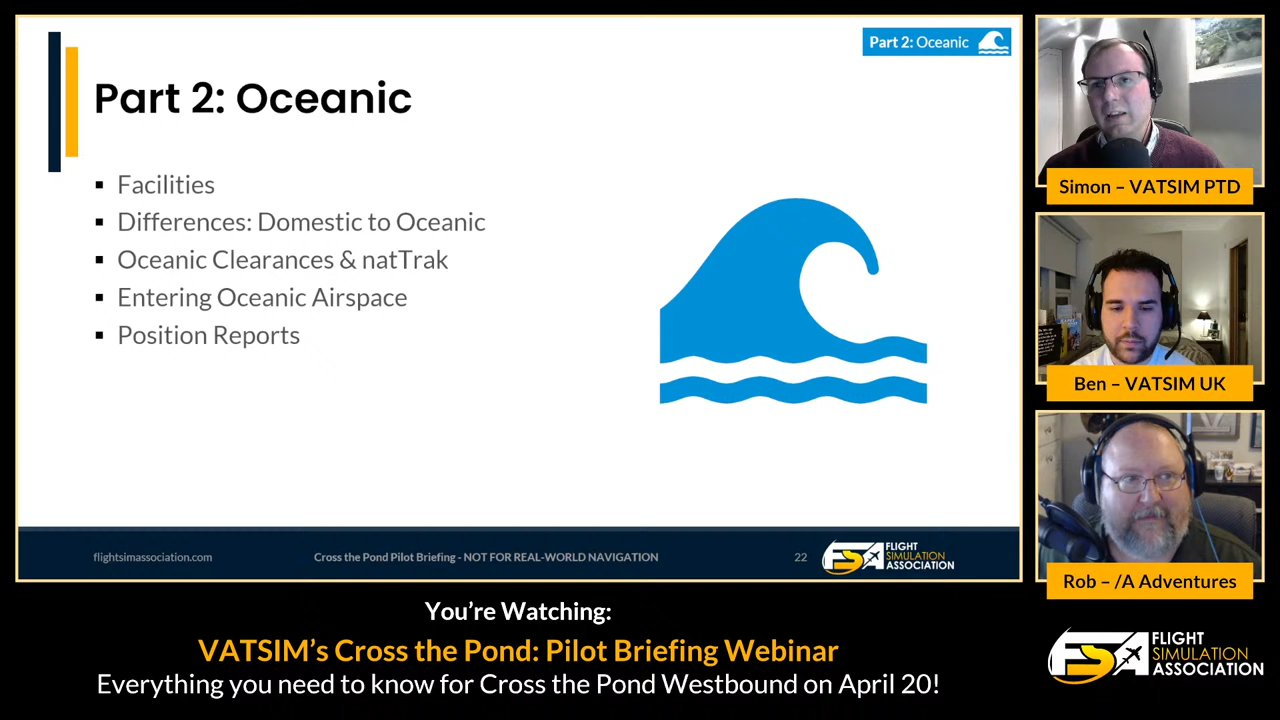 Part 2: Oceanic
Part 2: Oceanic
Facilities
Differences: Domestic to Oceanic
Oceanic Clearances & natTrak
Entering Oceanic Airspace
Position Reports
flightsimassociation.com
Cross the Pond Pilot Briefing - NOT FOR REAL-WORLD NAVIGATION
22
FSA
FLIGHT
SIMULATION
ASSOCIATION
Simon – VATSIM PTD
Ben – VATSIM UK
Rob – /A Adventures
You're Watching:
VATSIM's Cross the Pond: Pilot Briefing Webinar
Everything you need to know for Cross the Pond Westbound on April 20!
FSA
FLIGHT
SIMULATION
ASSOCIATION